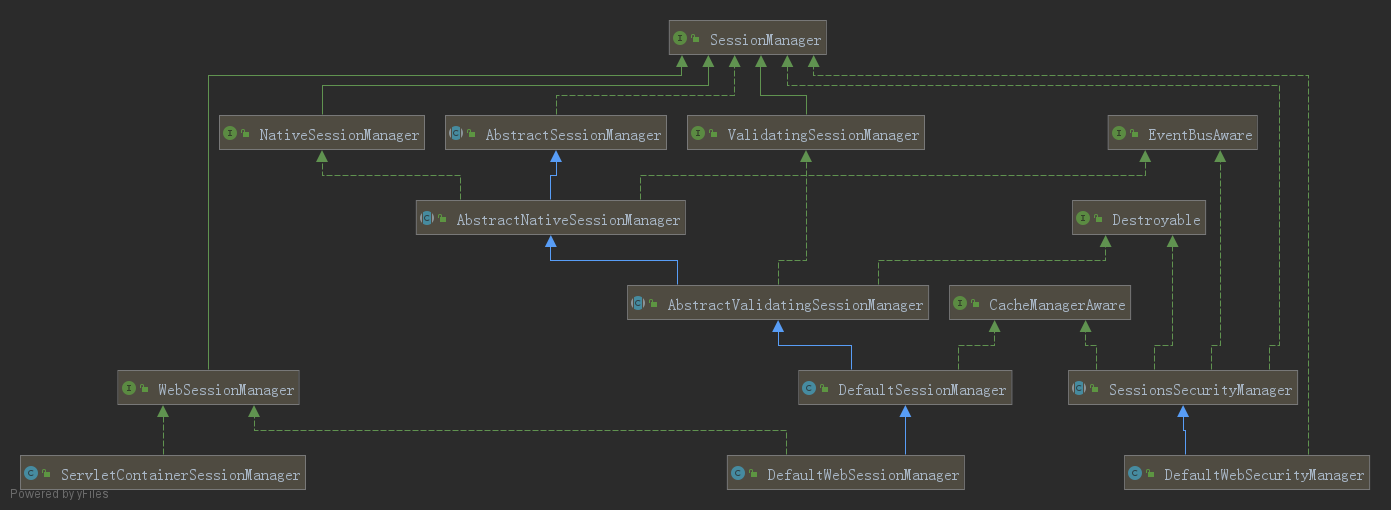 SessionManager
NativeSessionManager
AbstractSessionManager
ValidatingSessionManager
EventBusAware
AbstractNativeSessionManager
Destroyable
AbstractValidatingSessionManager
CacheManagerAware
WebSessionManager
DefaultSessionManager
SessionsSecurityManager
ServletContainerSessionManager
DefaultWebSessionManager
DefaultWebSecurityManager
Powered by yFiles